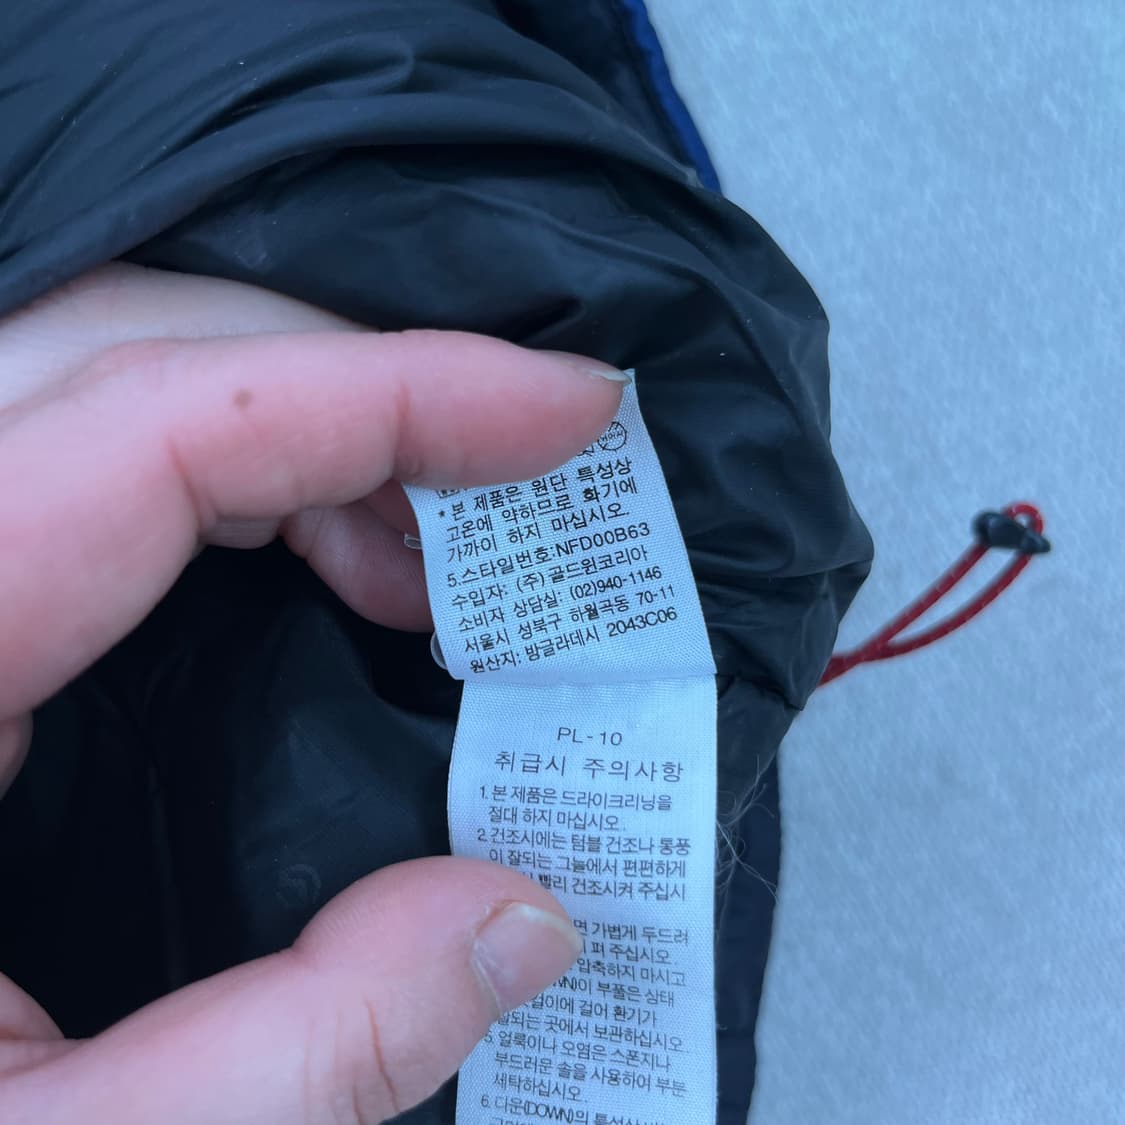 * 본 제품은 원단 특성상
고온에 약하므로 화기에
가까이 하지 마십시오.
5.스타일번호:NFD00B63
수입자: (주) 골드윈코리아
소비자 상담실: (02)940-1146
서울시 성북구 하월곡동 70-11
원산지: 방글라데시 2043C06
PL-10
취급시 주의사항
1. 본 제품은 드라이크리닝을
절대 하지 마십시오.
2. 건조시에는 텀블 건조나 통풍
이 잘되는 그늘에서 편편하게
빨리 건조시켜 주십시
면 가볍게 두드려
펴 주십시오
압축하지 마시고
부풀은 상태
걸어 환기가
잘되는 곳에서 보관하십시오.
5. 얼룩이나 오염은 스폰지나
부드러운 솔을 사용하여 부분
세탁하십시오
6. 다운(DOWN)의 특성상